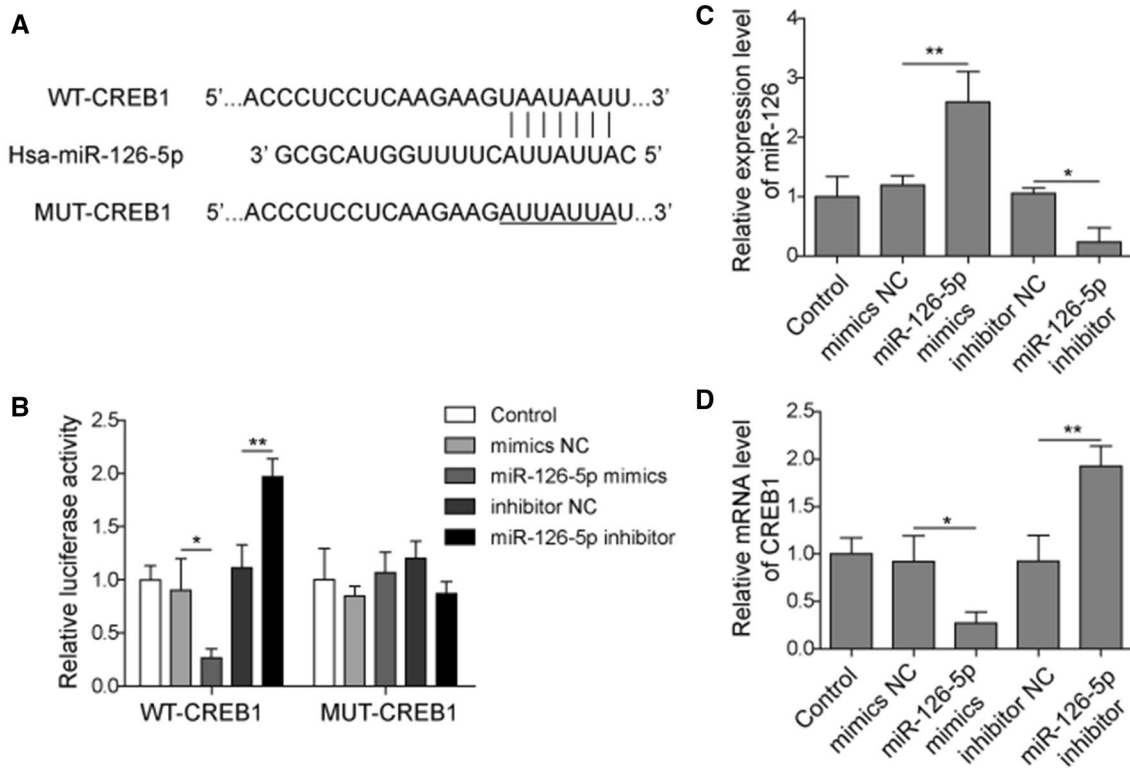 A
WT-CREB1 5’...ACCCUCCUCAAGAAGUAAUAAUU...3’
Hsa-miR-126-5p 3’ GCGCAUGGUUUUCAUUAUUAC 5’
MUT-CREB1 5’...ACCCUCCUCAAGAAGAUUAUUAU...3’
B
Relative luciferase activity
2.5
2.0
1.5
1.0
0.5
0.0
*
**
WT-CREB1
MUT-CREB1
Control
mimics NC
miR-126-5p mimics
inhibitor NC
miR-126-5p inhibitor
C
Relative expression level
of miR-126
4
3
2
1
0
**
*
Control
mimics NC
miR-126-5p
mimics
inhibitor NC
miR-126-5p
inhibitor
D
Relative mRNA level
of CREB1
2.5
2.0
1.5
1.0
0.5
0.0
*
**
Control
mimics NC
miR-126-5p
mimics
inhibitor NC
miR-126-5p
inhibitor